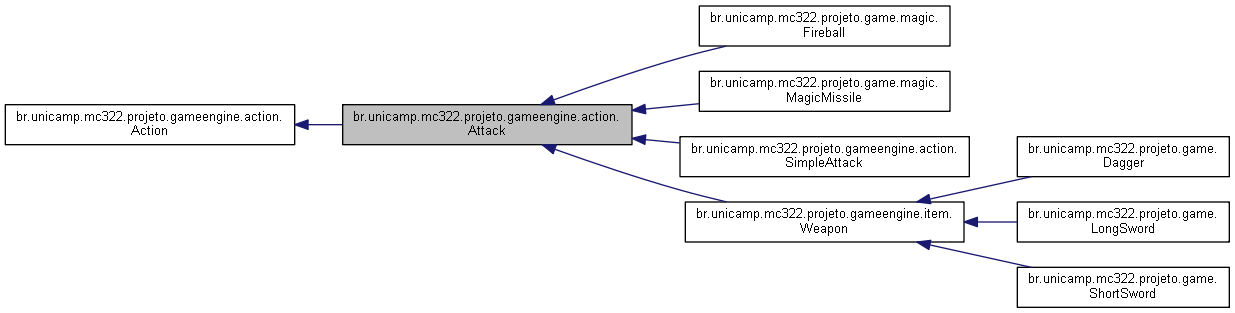 br.unicamp.mc322.projeto.game.magic.
Fireball
br.unicamp.mc322.projeto.game.magic.
MagicMissile
br.unicamp.mc322.projeto.gameengine.action.
Action
br.unicamp.mc322.projeto.gameengine.action.
Attack
br.unicamp.mc322.projeto.gameengine.action.
SimpleAttack
br.unicamp.mc322.projeto.game.
Dagger
br.unicamp.mc322.projeto.gameengine.item.
Weapon
br.unicamp.mc322.projeto.game.
LongSword
br.unicamp.mc322.projeto.game.
ShortSword